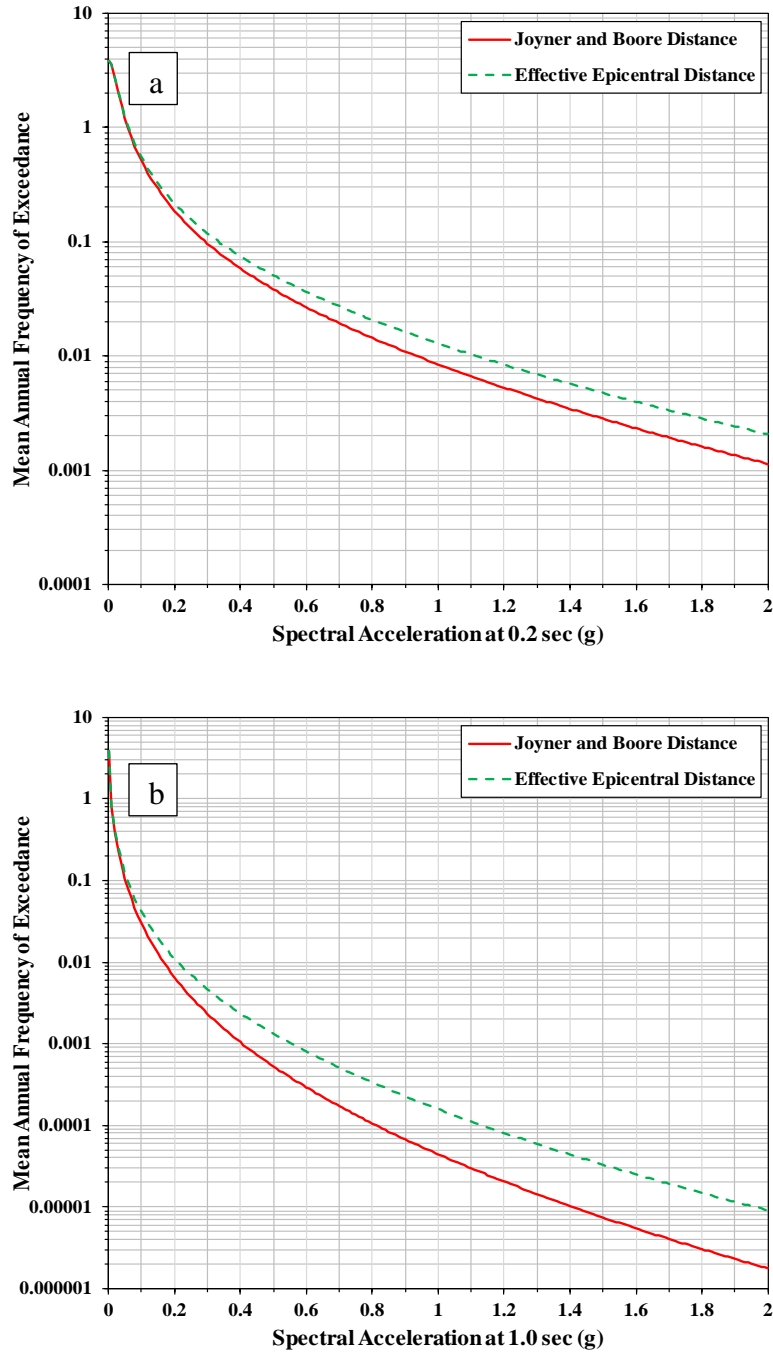 Mean Annual Frequency of Exceedance
10
1
0.1
0.01
0.001
0.0001
a
Joyner and Boore Distance
Effective Epicentral Distance
0 0.2 0.4 0.6 0.8 1 1.2 1.4 1.6 1.8 2
Spectral Acceleration at 0.2 sec (g)
Mean Annual Frequency of Exceedance
10
1
0.1
0.01
0.001
0.0001
0.00001
0.000001
b
Joyner and Boore Distance
Effective Epicentral Distance
0 0.2 0.4 0.6 0.8 1 1.2 1.4 1.6 1.8 2
Spectral Acceleration at 1.0 sec (g)